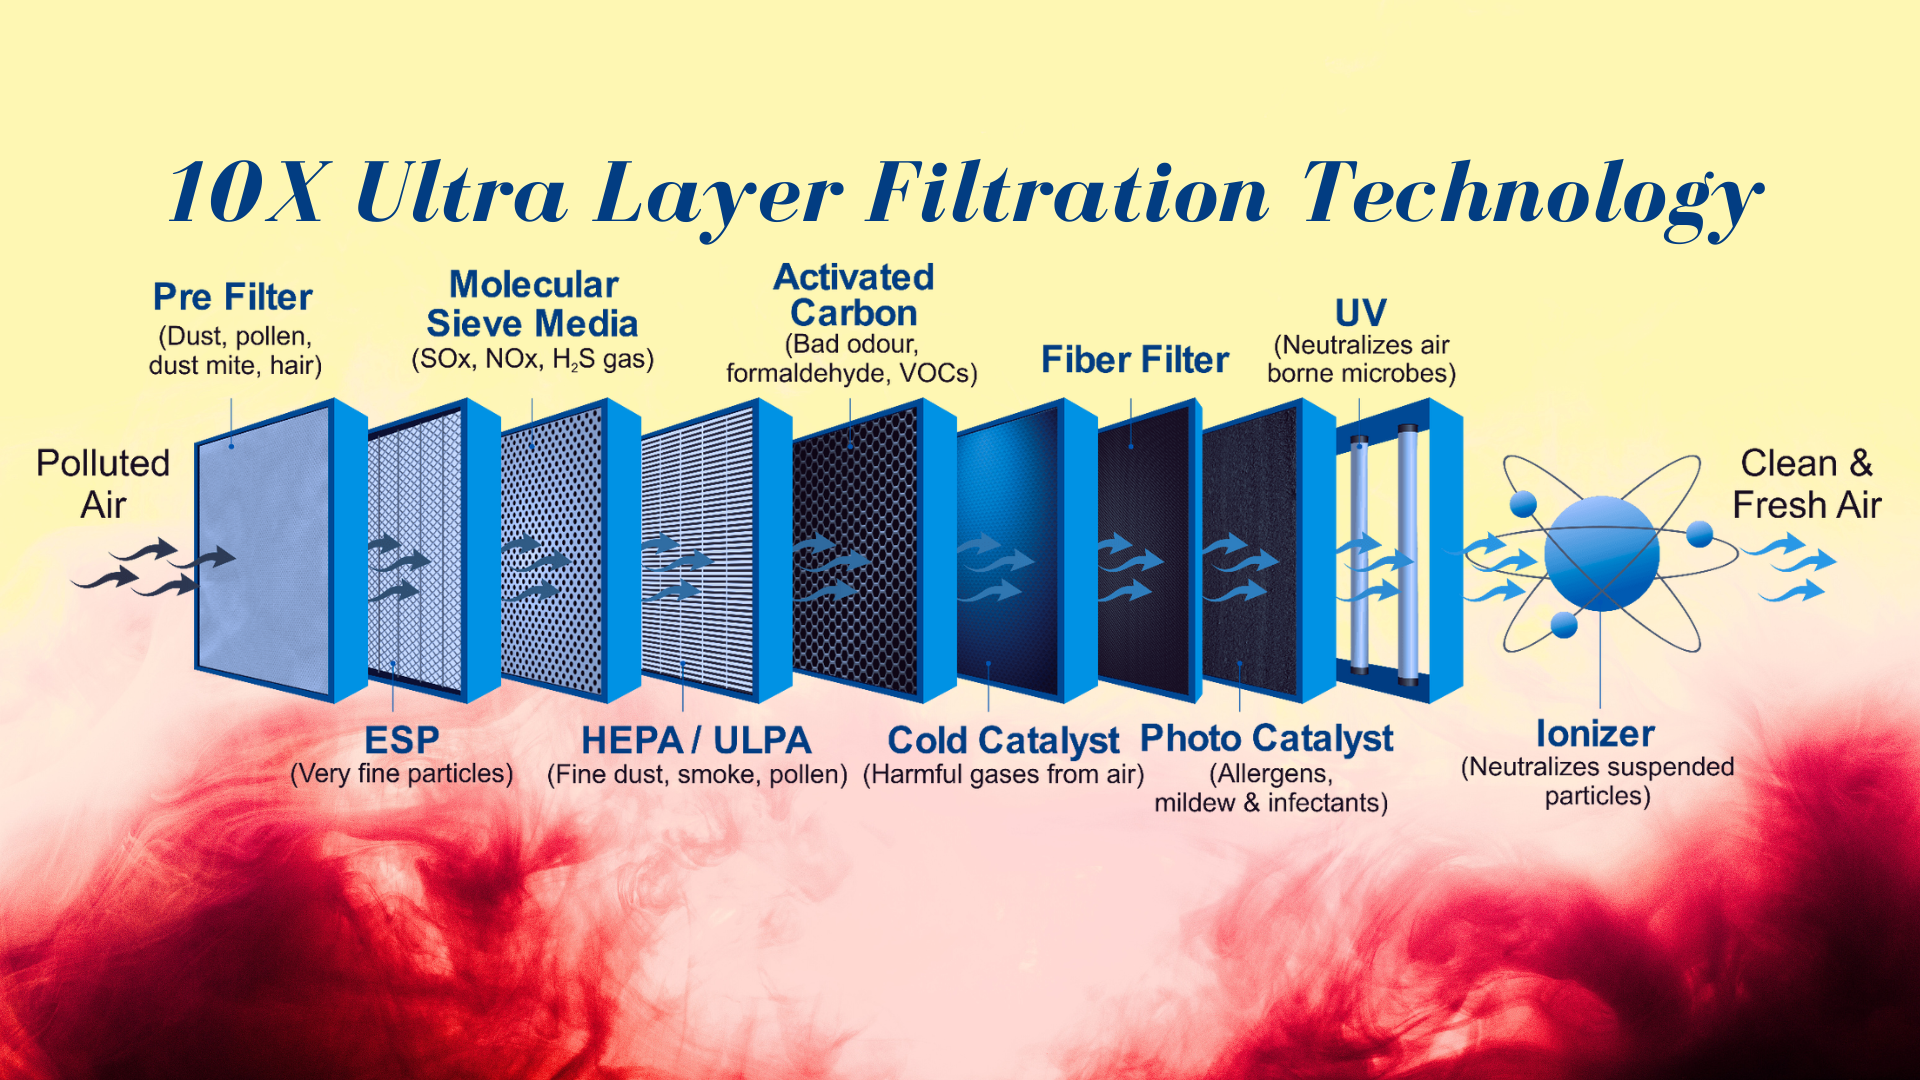 10X Ultra Layer Filtration Technology
Pre Filter
(Dust, pollen,
dust mite, hair)
Molecular
Sieve Media
(SOx, NOx, H₂S gas)
Activated
Carbon
(Bad odour,
formaldehyde, VOCs)
Fiber Filter
UV
(Neutralizes air
borne microbes)
Polluted
Air
Clean &
Fresh Air
ESP
(Very fine particles)
HEPA / ULPA
(Fine dust, smoke, pollen)
Cold Catalyst
(Harmful gases from air)
Photo Catalyst
(Allergens,
mildew & infectants)
Ionizer
(Neutralizes suspended
particles)